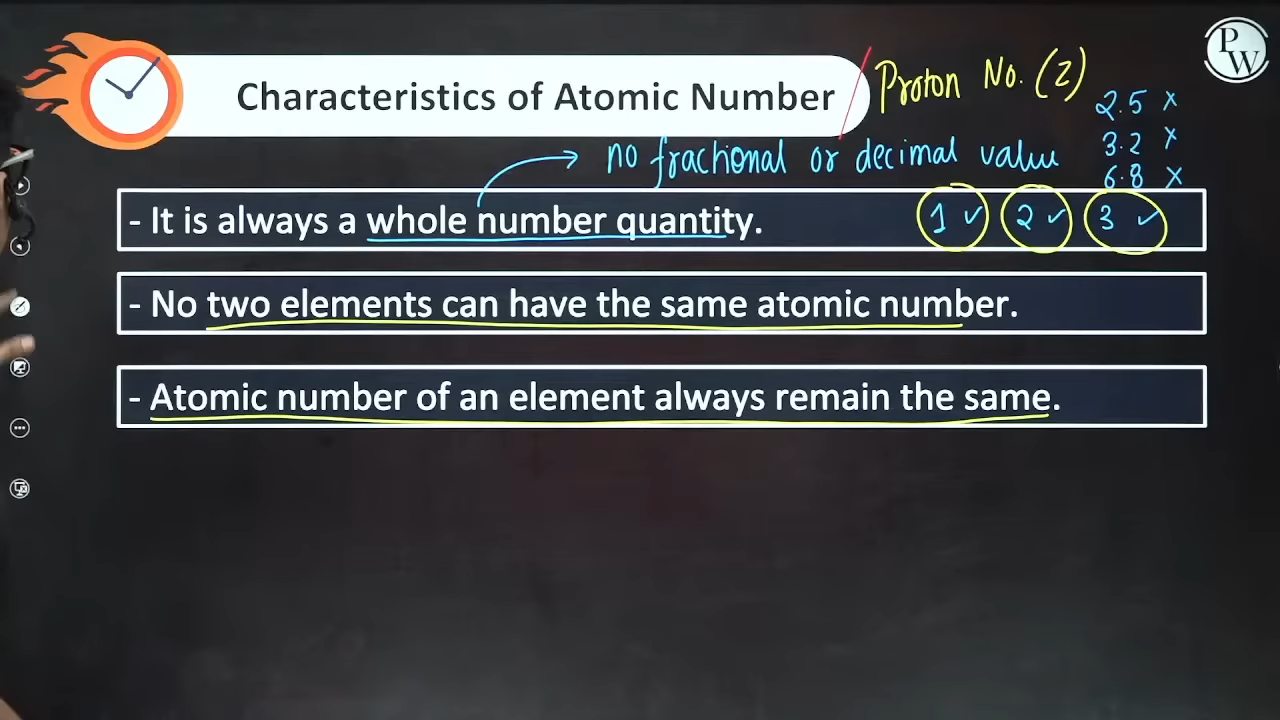 PW
Characteristics of Atomic Number / Proton No. (Z)
2.5 x
3.2 x
6.8 x
no fractional or decimal value
- It is always a whole number quantity. 1 ✓ 2 ✓ 3 ✓
- No two elements can have the same atomic number.
- Atomic number of an element always remain the same.